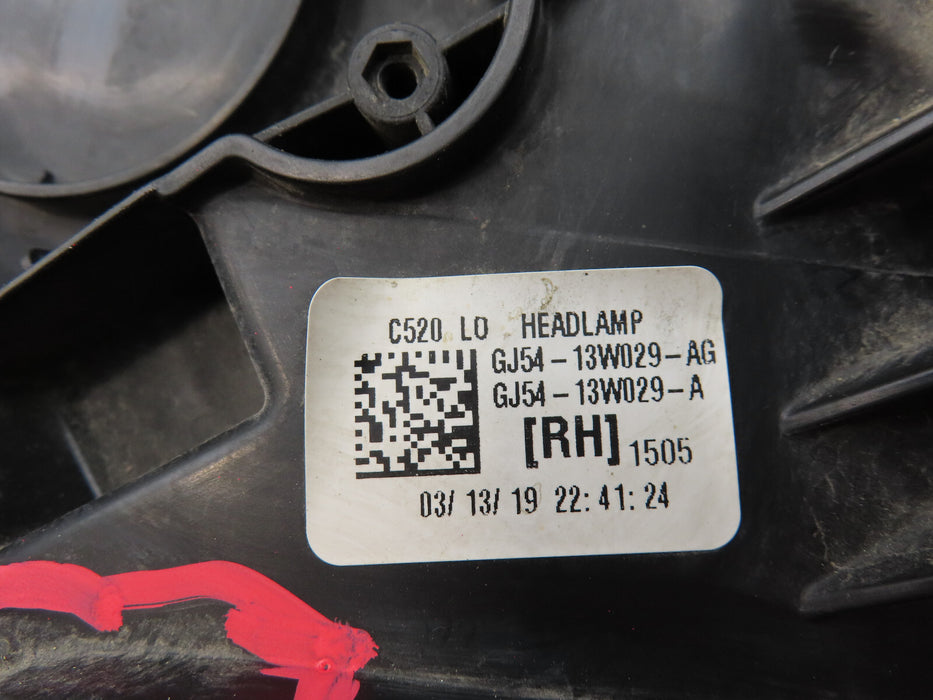 C520 LO HEADLAMP
GJ54-13W029-AG
GJ54-13W029-A
[RH] 1505
03/ 13/ 19 22: 41: 24